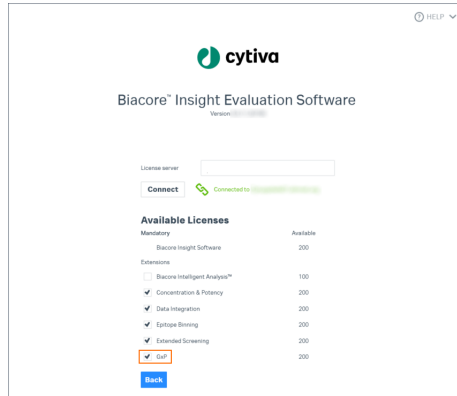 HELP
cytiva
Biacore™ Insight Evaluation Software
Version
License server
Connect
Connected to
Available Licenses
Mandatory Available
Biacore Insight Software 200
Extensions
Biacore Intelligent Analysis™ 100
Concentration & Potency 200
Data Integration 200
Epitope Binning 200
Extended Screening 200
GxP 200
Back